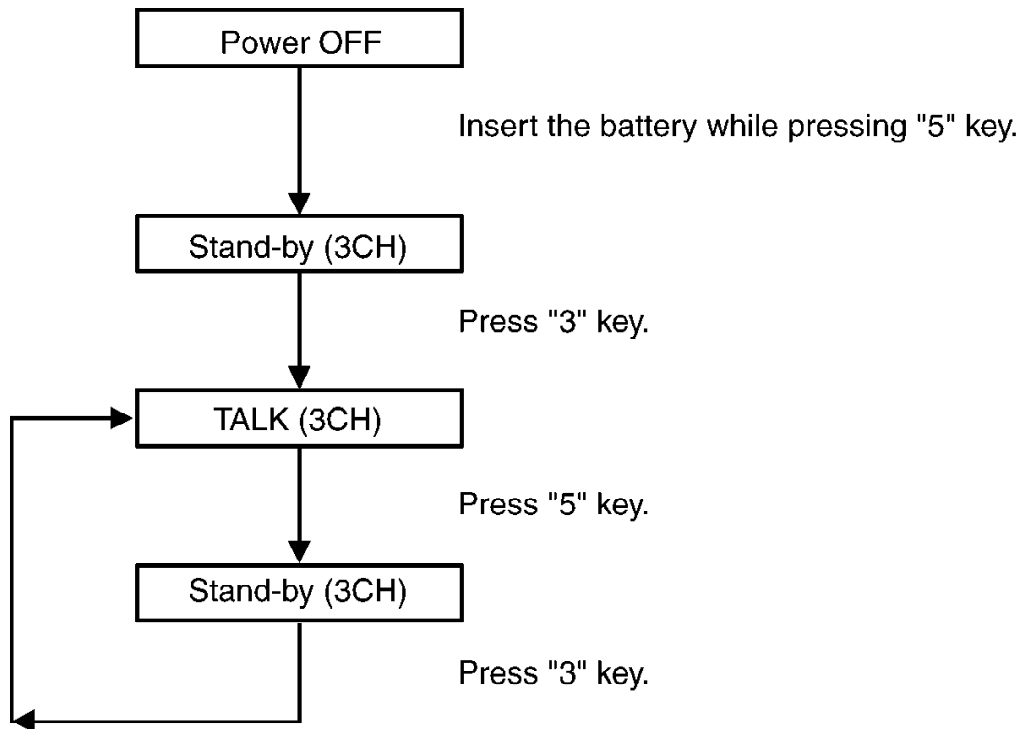 Power OFF
Insert the battery while pressing "5" key.
Stand-by (3CH)
Press "3" key.
TALK (3CH)
Press "5" key.
Stand-by (3CH)
Press "3" key.